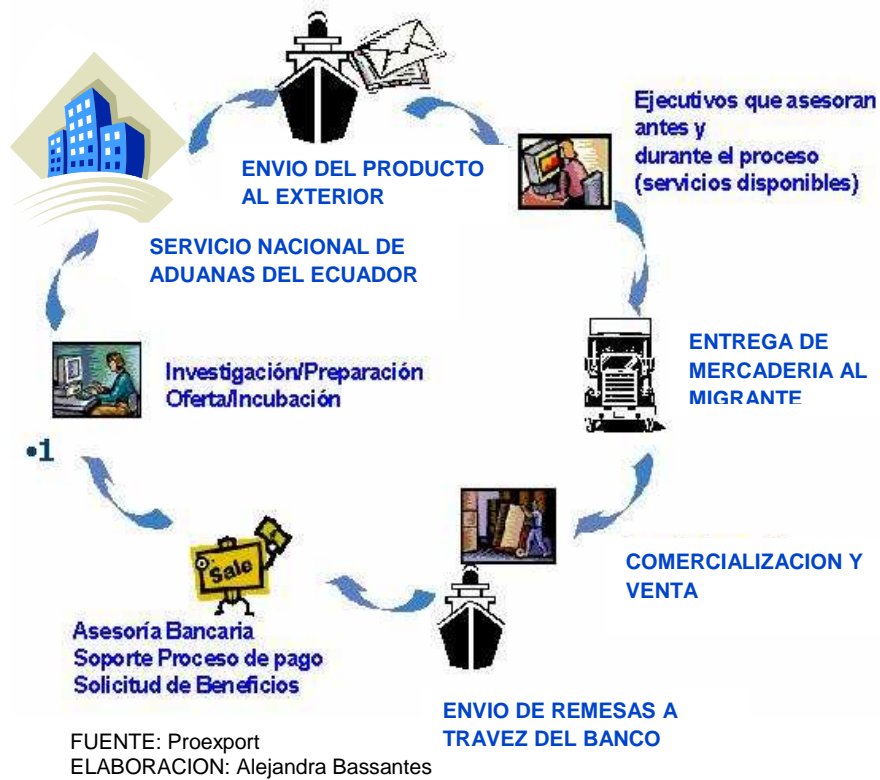 ENVIO DEL PRODUCTO
AL EXTERIOR
Ejecutivos que asesoran
antes y
durante el proceso
(servicios disponibles)
SERVICIO NACIONAL DE
ADUANAS DEL ECUADOR
ENTREGA DE
MERCADERIA AL
MIGRANTE
Investigación/Preparación
Oferta/Incubación
•1
COMERCIALIZACION Y
VENTA
Sale
Asesoría Bancaria
Soporte Proceso de pago
Solicitud de Beneficios
ENVIO DE REMESAS A
TRAVEZ DEL BANCO
FUENTE: Proexport
ELABORACION: Alejandra Bassantes